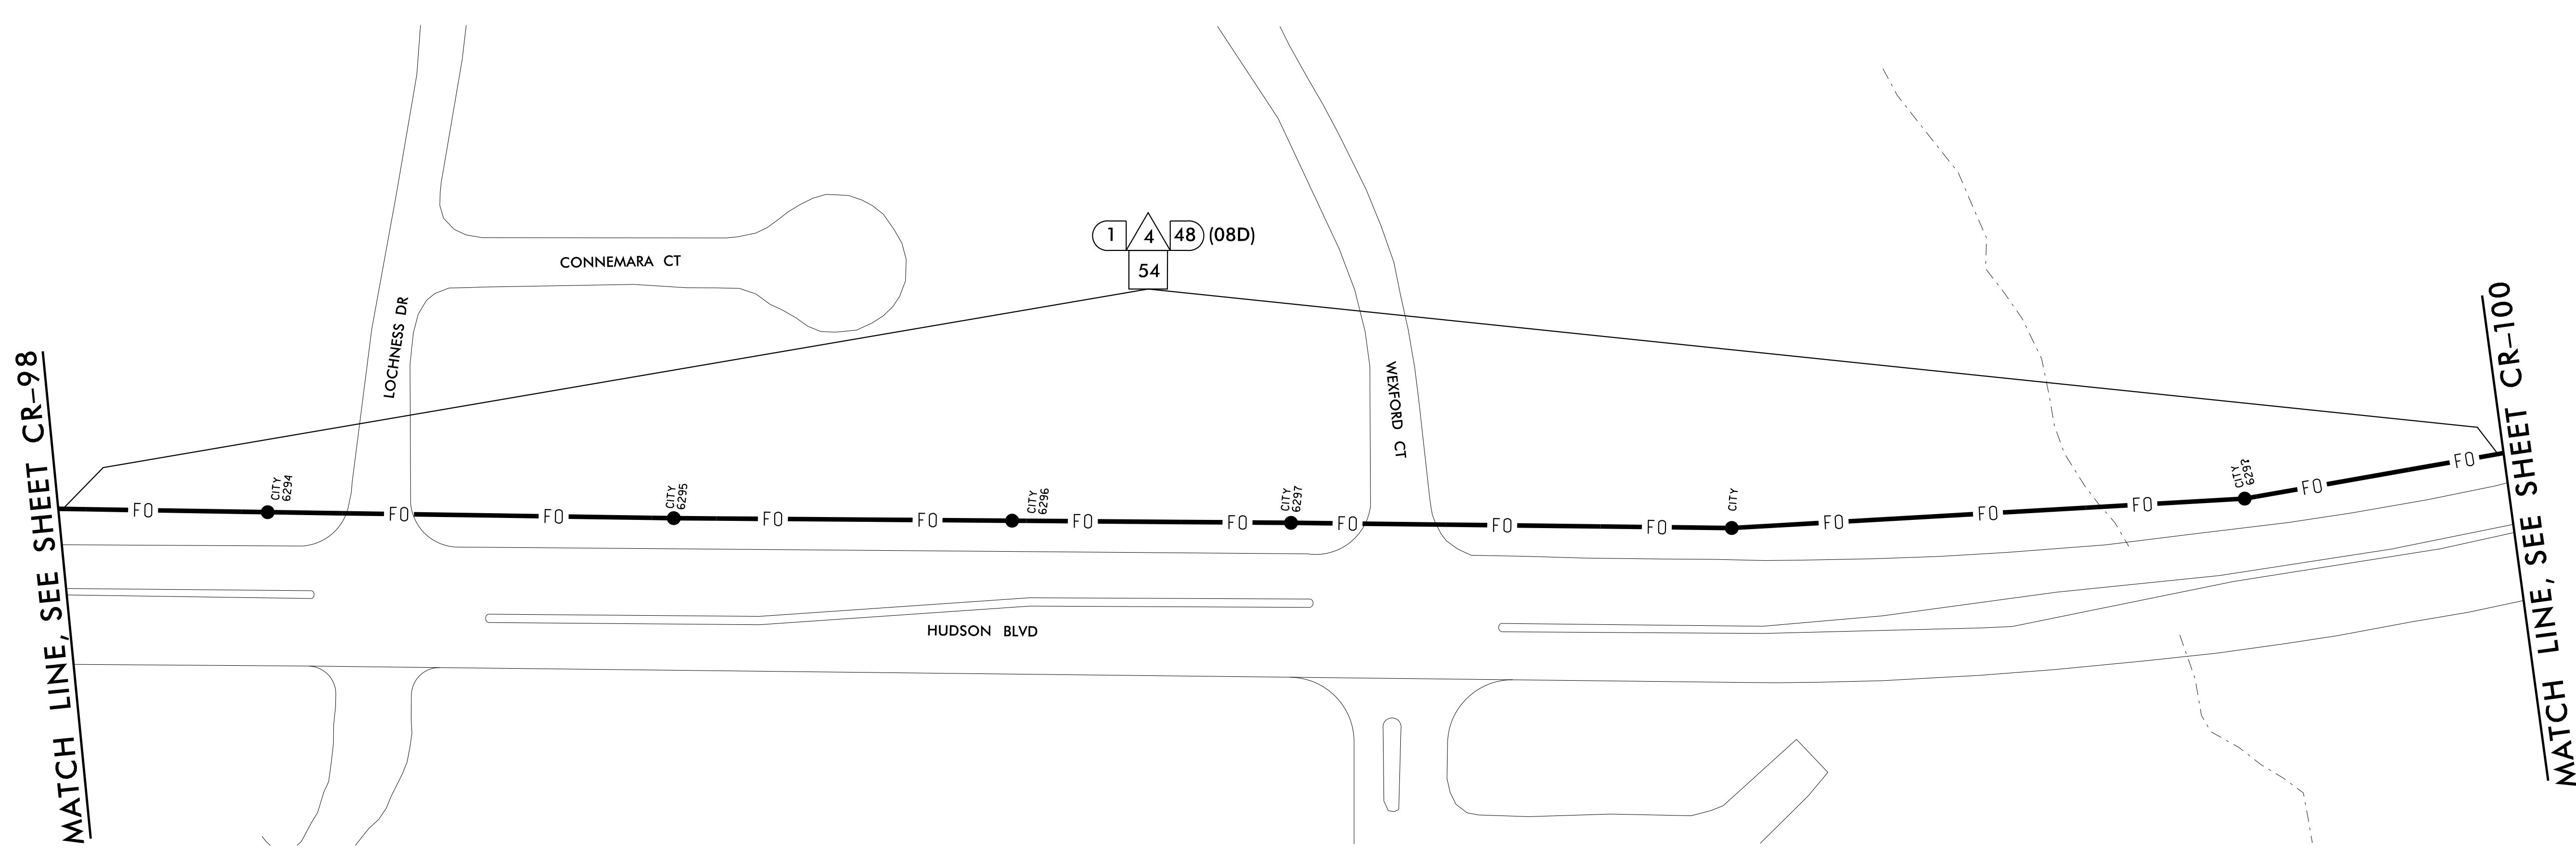 1 4 48 (08D)
54
CONNEMARA CT
LOCHNESS DR
WEXFORD CT
MATCH LINE, SEE SHEET CR-98
MATCH LINE, SEE SHEET CR-100
CITY
6294
CITY
6295
CITY
6296
CITY
6297
CITY
CITY
FO FO FO FO FO FO FO FO FO FO FO FO FO FO FO
HUDSON BLVD